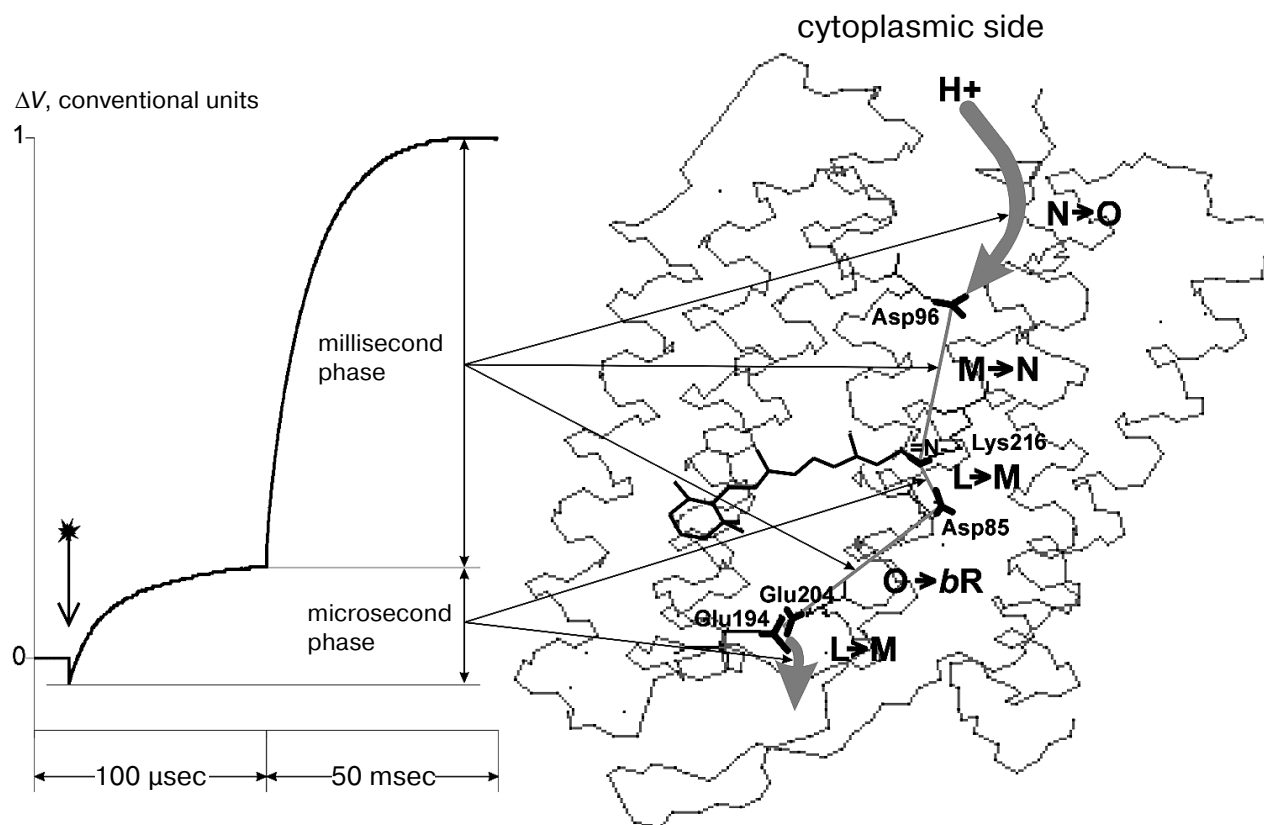 cytoplasmic side
ΔV, conventional units
H+
1
N→O
Asp96
millisecond
phase
M→N
=N-
Lys216
L→M
Asp85
O→bR
Glu204
Glu194
microsecond
phase
L→M
0
100 μsec
50 msec